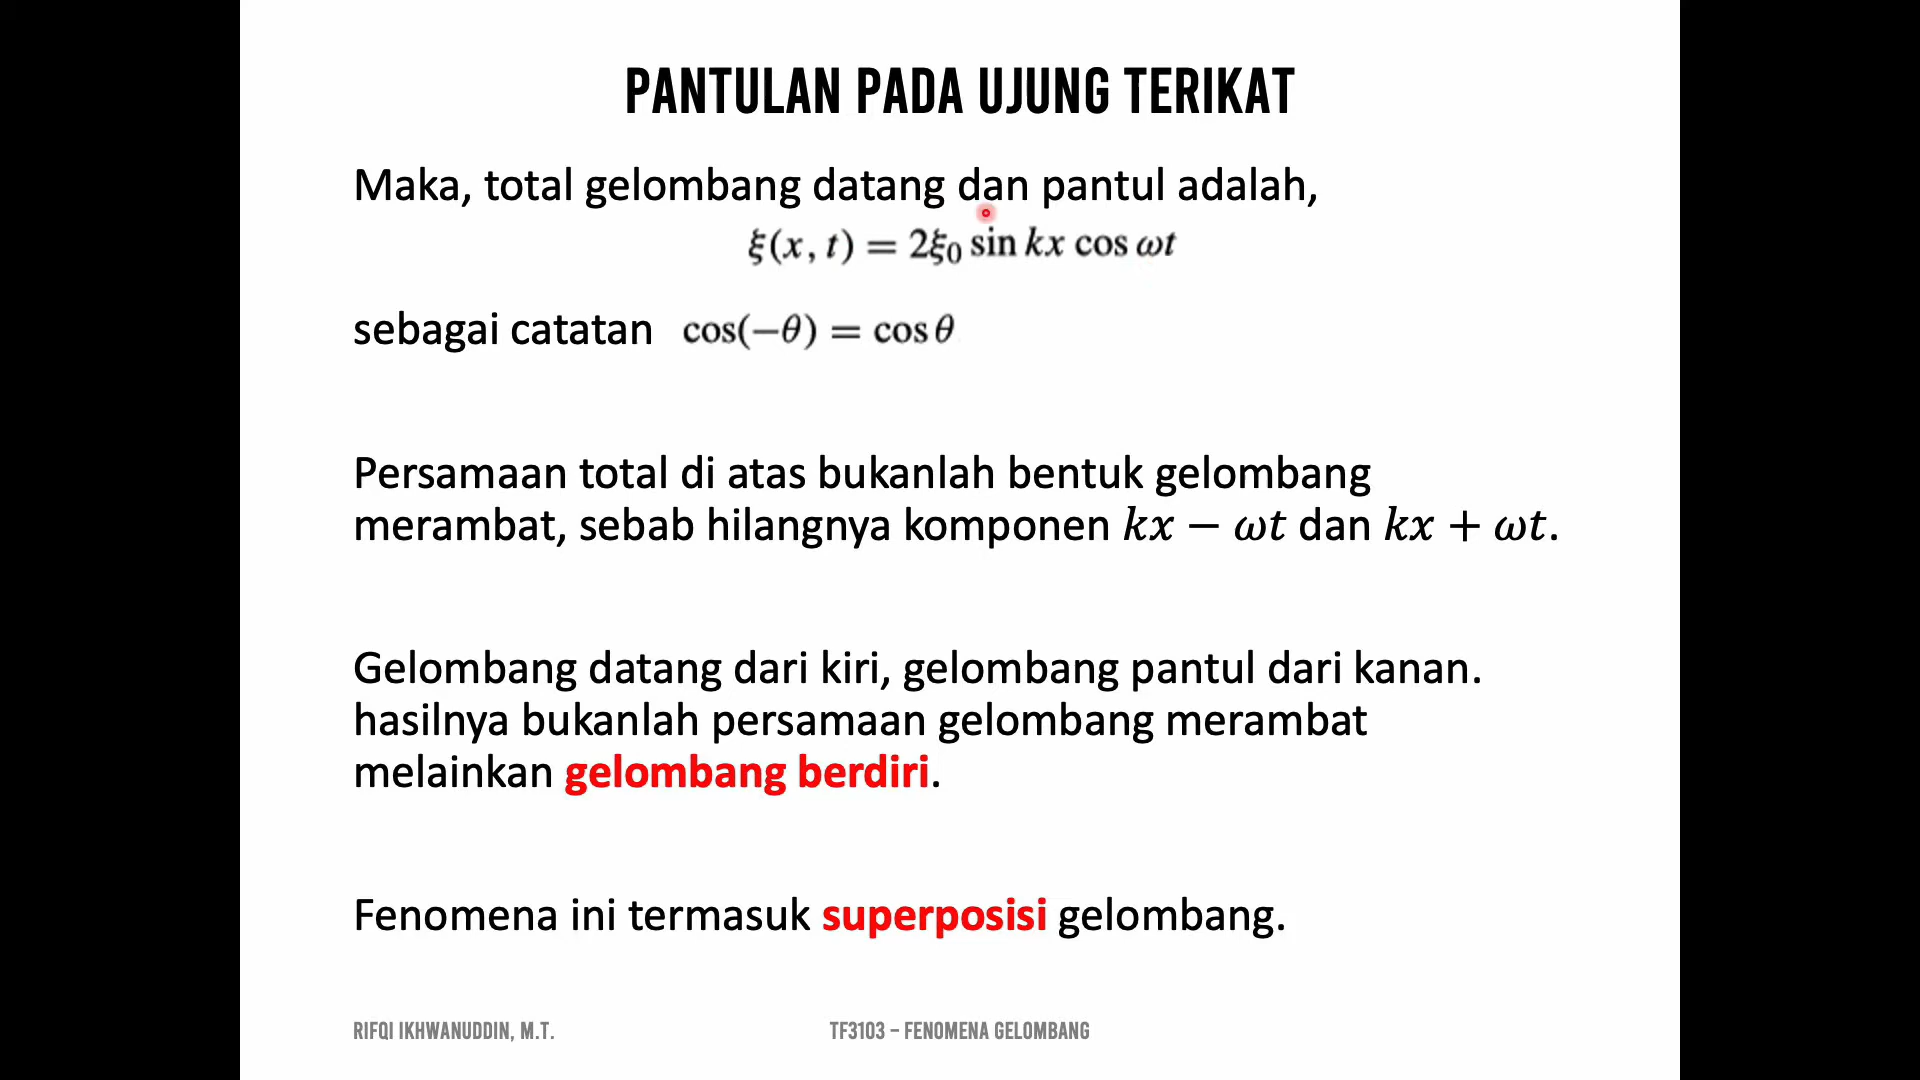 PANTULAN PADA UJUNG TERIKAT
Maka, total gelombang datang dan pantul adalah,
ξ(x, t) = 2ξ₀ sin kx cos ωt
sebagai catatan cos(−θ) = cos θ
Persamaan total di atas bukanlah bentuk gelombang
merambat, sebab hilangnya komponen kx − ωt dan kx + ωt.
Gelombang datang dari kiri, gelombang pantul dari kanan.
hasilnya bukanlah persamaan gelombang merambat
melainkan gelombang berdiri.
Fenomena ini termasuk superposisi gelombang.
RIFQI IKHWANUDDIN, M.T.
TF3103 – FENOMENA GELOMBANG